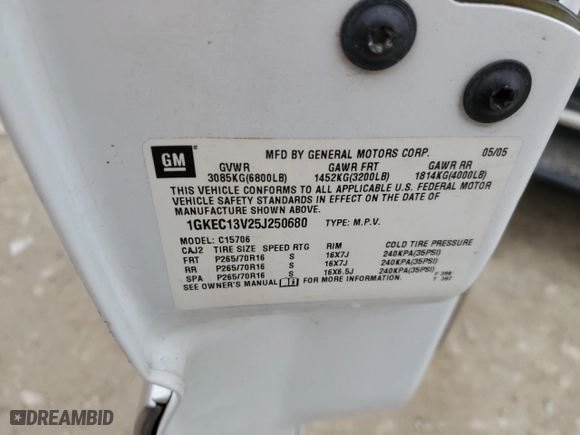 GM
MFD BY GENERAL MOTORS CORP. 05/05
GVWR GAWR FRT GAWR RR
3085KG(6800LB) 1452KG(3200LB) 1814KG(4000LB)
THIS VEHICLE CONFORMS TO ALL APPLICABLE U.S. FEDERAL MOTOR
VEHICLE SAFETY STANDARDS IN EFFECT ON THE DATE OF
MANUFACTURE SHOWN ABOVE.
1GKEC13V25J250680 TYPE: M.P.V.
MODEL: C15706
CAJ2 TIRE SIZE SPEED RTG RIM COLD TIRE PRESSURE
FRT P265/70R16 S 16X7J 240KPA(35PSI)
RR P265/70R16 S 16X7J 240KPA(35PSI)
SPA P265/70R16 S 16X6.5J 240KPA(35PSI)
SEE OWNER'S MANUAL FOR MORE INFORMATION.
DREAMBID